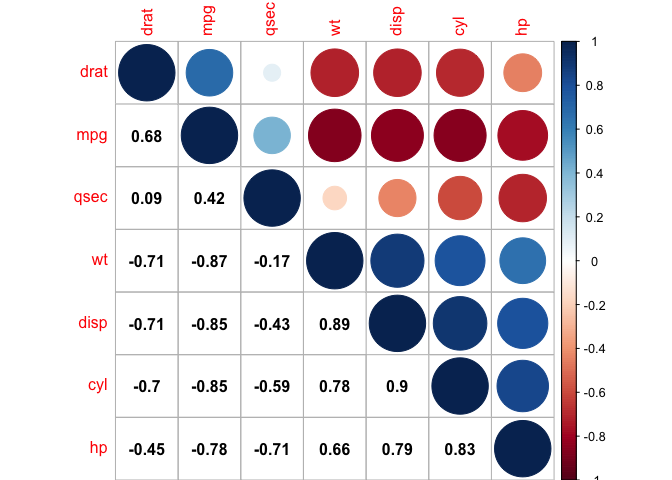 drat mpg qsec wt disp cyl hp
drat 1
mpg 0.68 0.8
qsec 0.09 0.42 0.6
wt -0.71 -0.87 -0.17 0.4
disp -0.71 -0.85 -0.43 0.89 0.2
cyl -0.7 -0.85 -0.59 0.78 0.9 0
hp -0.45 -0.78 -0.71 0.66 0.79 0.83 -0.2
-0.4
-0.6
-0.8